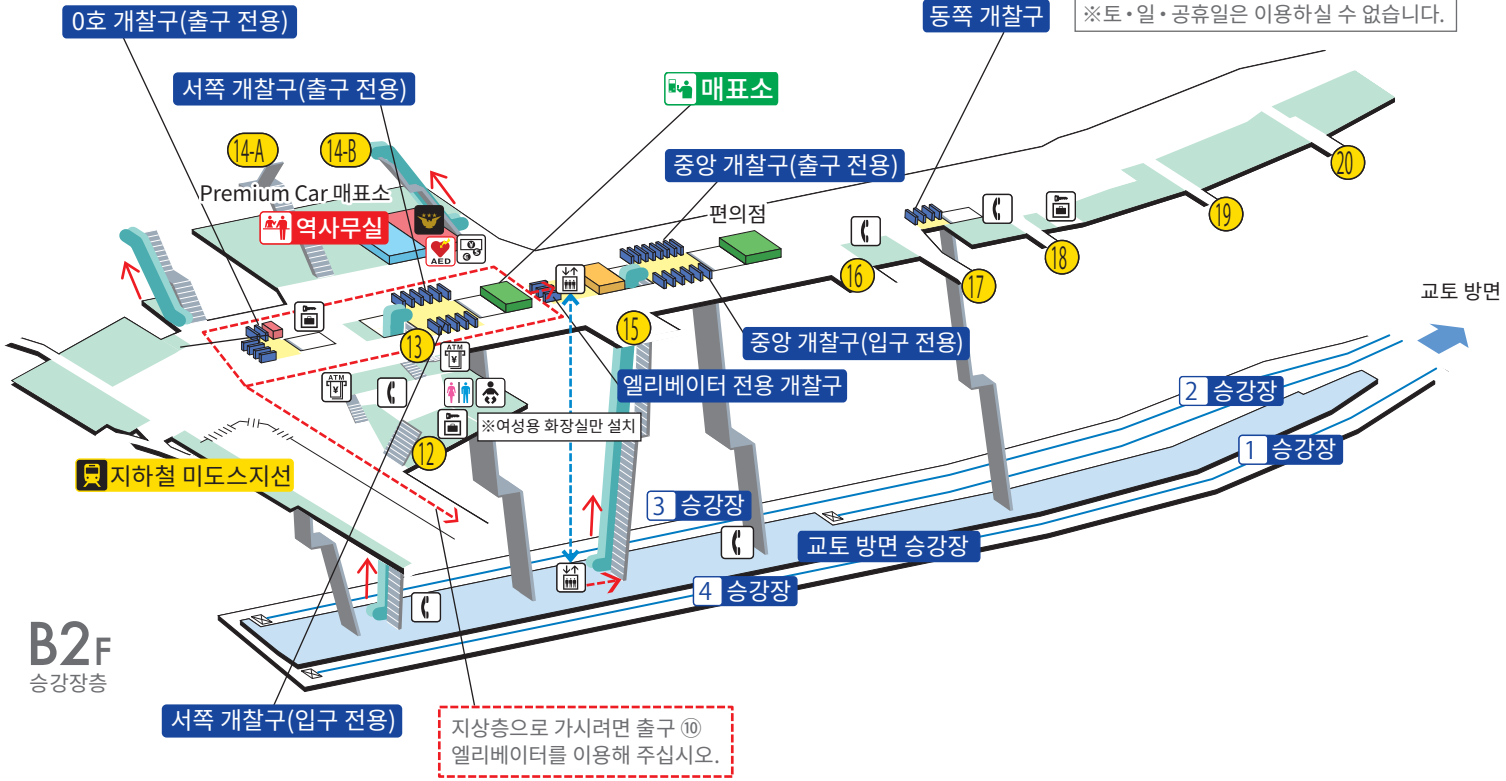 0호 개찰구(출구 전용)
동쪽 개찰구
※토・일・공휴일은 이용하실 수 없습니다.
서쪽 개찰구(출구 전용)
매표소
14-A
14-B
중앙 개찰구(출구 전용)
20
Premium Car 매표소
편의점
역사무실
AED
19
18
16
17
교토 방면
15
13
중앙 개찰구(입구 전용)
ATM
ATM
엘리베이터 전용 개찰구
2 승강장
※여성용 화장실만 설치
12
1 승강장
지하철 미도스지선
3 승강장
교토 방면 승강장
4 승강장
B2F
승강장층
서쪽 개찰구(입구 전용)
지상층으로 가시려면 출구 ⑩
엘리베이터를 이용해 주십시오.